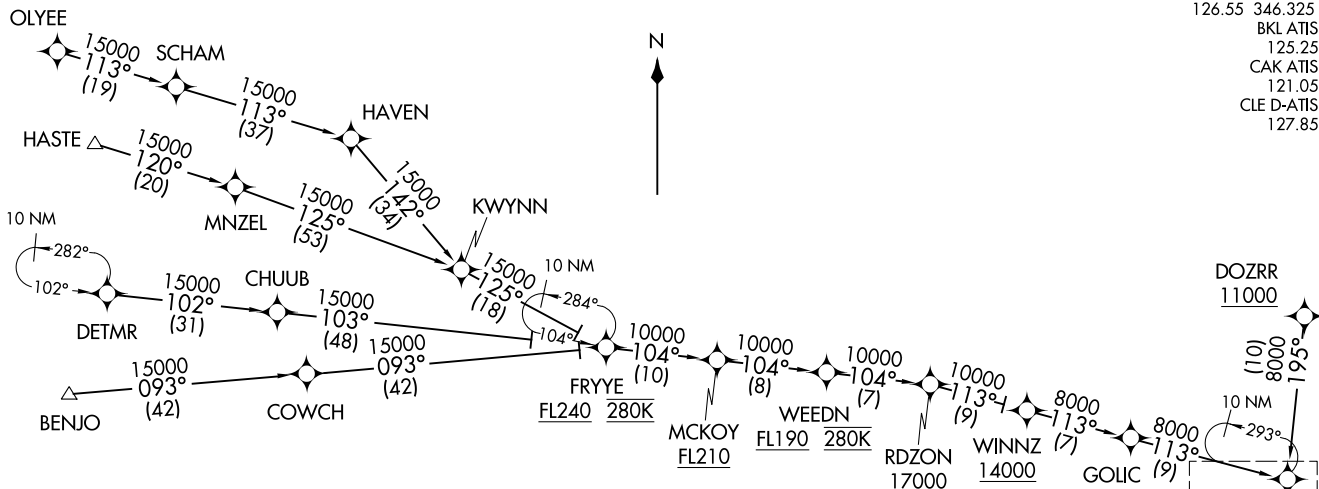 126.55 346.325
BKL ATIS
125.25
CAK ATIS
121.05
CLE D-ATIS
127.85
N
OLYEE
15000
113°
(19)
SCHAM
15000
113°
(37)
HAVEN
15000
142°
(34)
HASTE
15000
120°
(20)
MNZEL
15000
125°
(53)
KWYNN
15000
125°
(18)
10 NM
282°
102°
DETMR
15000
102°
(31)
CHUUB
15000
103°
(48)
BENJO
15000
093°
(42)
COWCH
15000
093°
(42)
10 NM
284°
104°
FRYYE
FL240 280K
10000
104°
(10)
MCKOY
FL210
10000
104°
(8)
WEEDN
FL190 280K
10000
104°
(7)
RDZON
17000
10000
113°
(9)
WINNZ
14000
8000
113°
(7)
GOLIC
8000
113°
(9)
DOZRR
11000
195°
8000
(10)
10 NM
293°